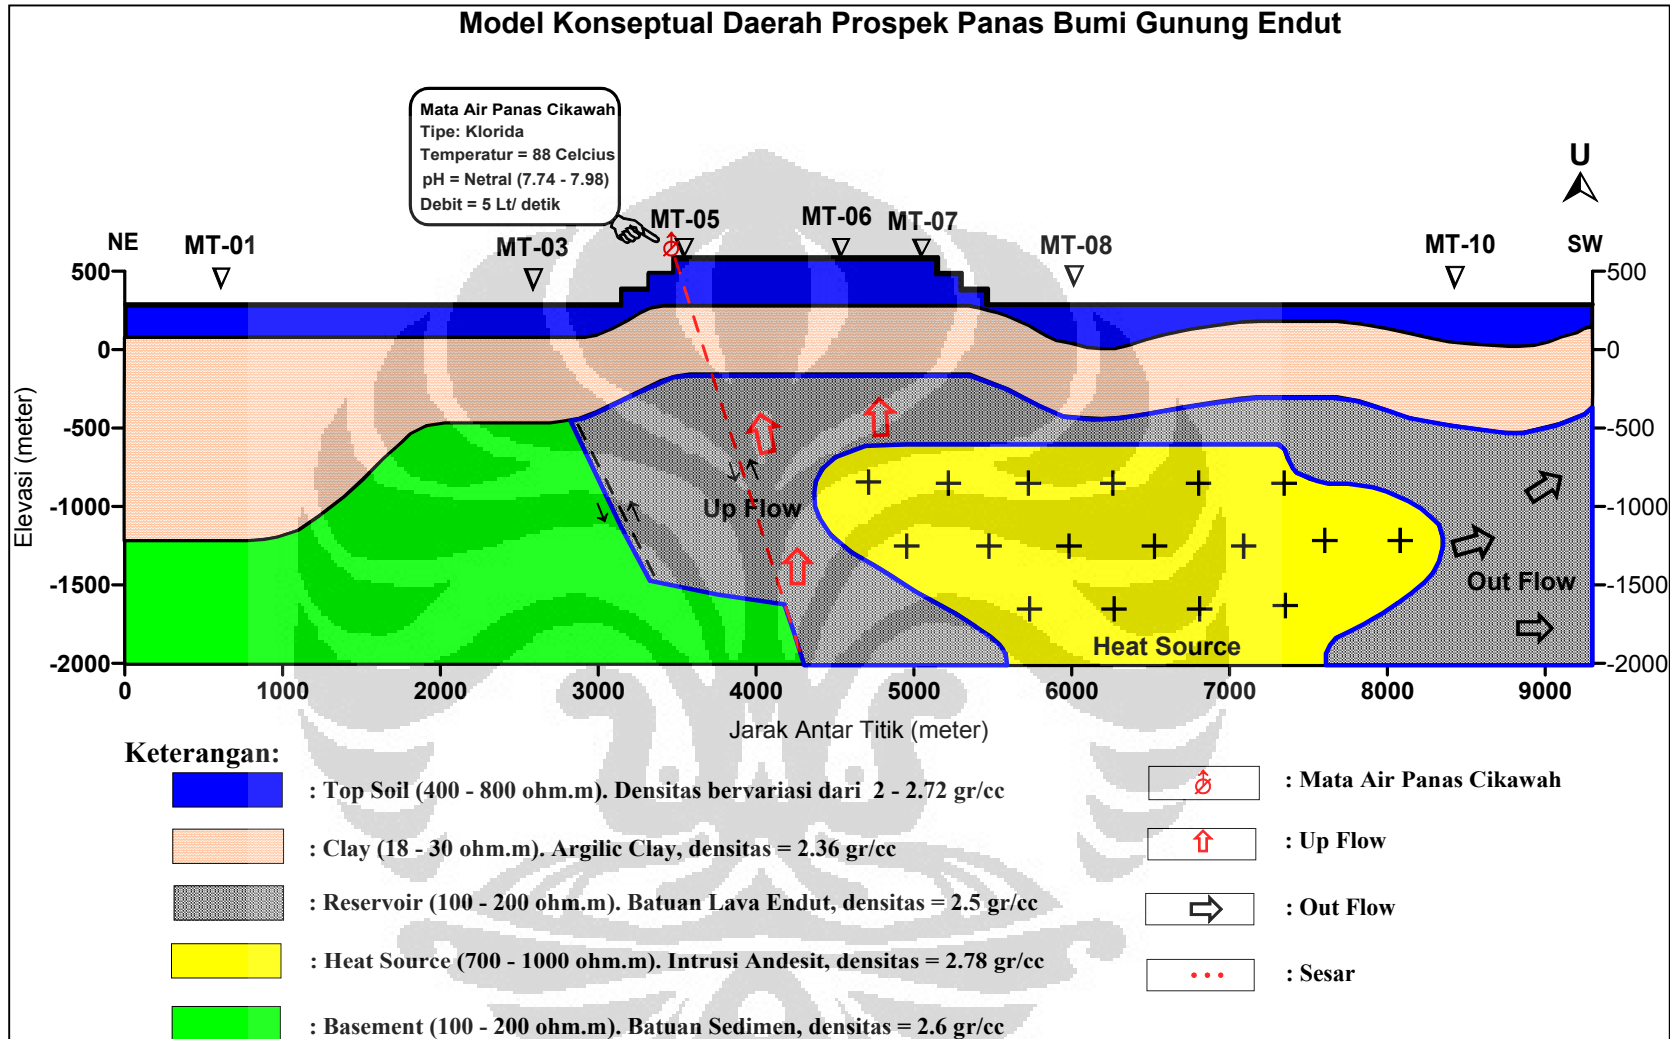 Model Konseptual Daerah Prospek Panas Bumi Gunung Endut
Mata Air Panas Cikawah
Tipe: Klorida
Temperatur = 88 Celcius
pH = Netral (7.74 - 7.98)
Debit = 5 Lt/ detik
U
NE
MT-01
MT-03
MT-05
MT-06
MT-07
MT-08
MT-10
SW
Elevasi (meter)
500
0
-500
-1000
-1500
-2000
500
0
-500
-1000
-1500
-2000
Up Flow
Out Flow
Heat Source
0 1000 2000 3000 4000 5000 6000 7000 8000 9000
Jarak Antar Titik (meter)
Keterangan:
: Top Soil (400 - 800 ohm.m). Densitas bervariasi dari 2 - 2.72 gr/cc
: Clay (18 - 30 ohm.m). Argilic Clay, densitas = 2.36 gr/cc
: Reservoir (100 - 200 ohm.m). Batuan Lava Endut, densitas = 2.5 gr/cc
: Heat Source (700 - 1000 ohm.m). Intrusi Andesit, densitas = 2.78 gr/cc
: Basement (100 - 200 ohm.m). Batuan Sedimen, densitas = 2.6 gr/cc
: Mata Air Panas Cikawah
: Up Flow
: Out Flow
: Sesar